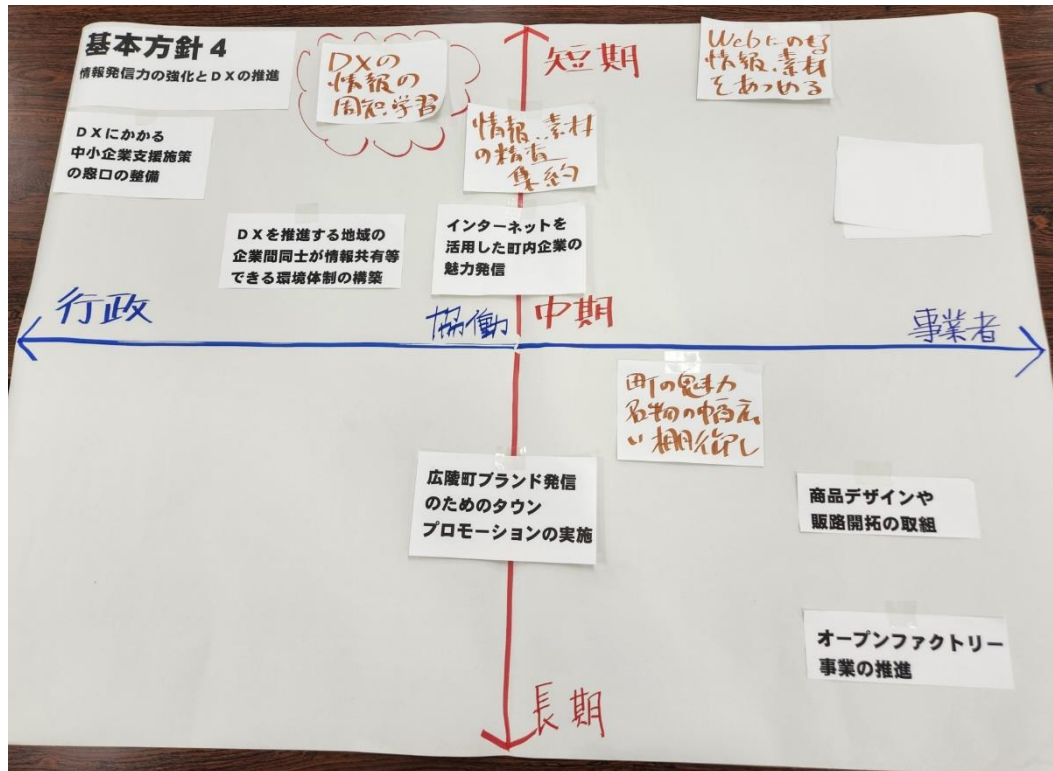 基本方針4
情報発信力の強化とDXの推進
DXの
情報の
周知.学習
短期
Webにのせる
情報.素材
をあつめる
DXにかかる
中小企業支援施策
の窓口の整備
情報.素材
の精査
集約
DXを推進する地域の
企業間同士が情報共有等
できる環境体制の構築
インターネットを
活用した町内企業の
魅力発信
行政
協働
中期
事業者
町の魅力
名物の幅広
い棚卸し
広陵町ブランド発信
のためのタウン
プロモーションの実施
商品デザインや
販路開拓の取組
オープンファクトリー
事業の推進
長期